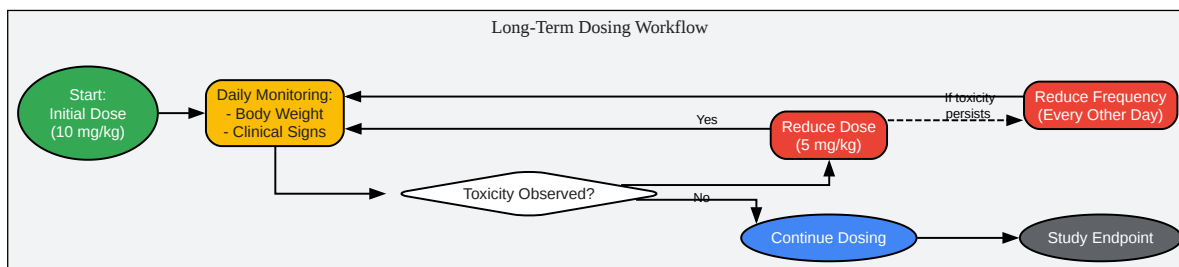 Long-Term Dosing Workflow
Start:
Initial Dose
(10 mg/kg)
Daily Monitoring:
- Body Weight
- Clinical Signs
Toxicity Observed?
Yes
No
Reduce Dose
(5 mg/kg)
If toxicity
persists
Reduce Frequency
(Every Other Day)
Continue Dosing
Study Endpoint